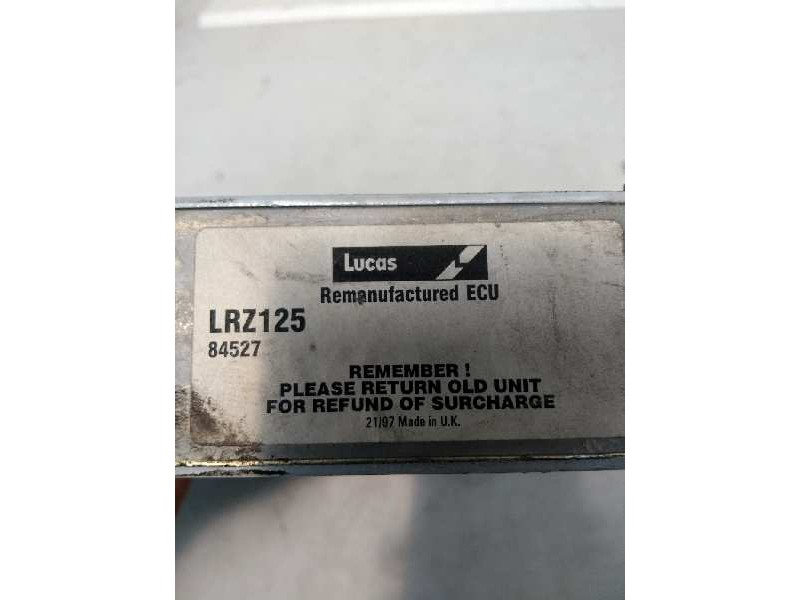 Lucas
Remanufactured ECU
LRZ125
84527
REMEMBER !
PLEASE RETURN OLD UNIT
FOR REFUND OF SURCHARGE
21/97 Made in U.K.